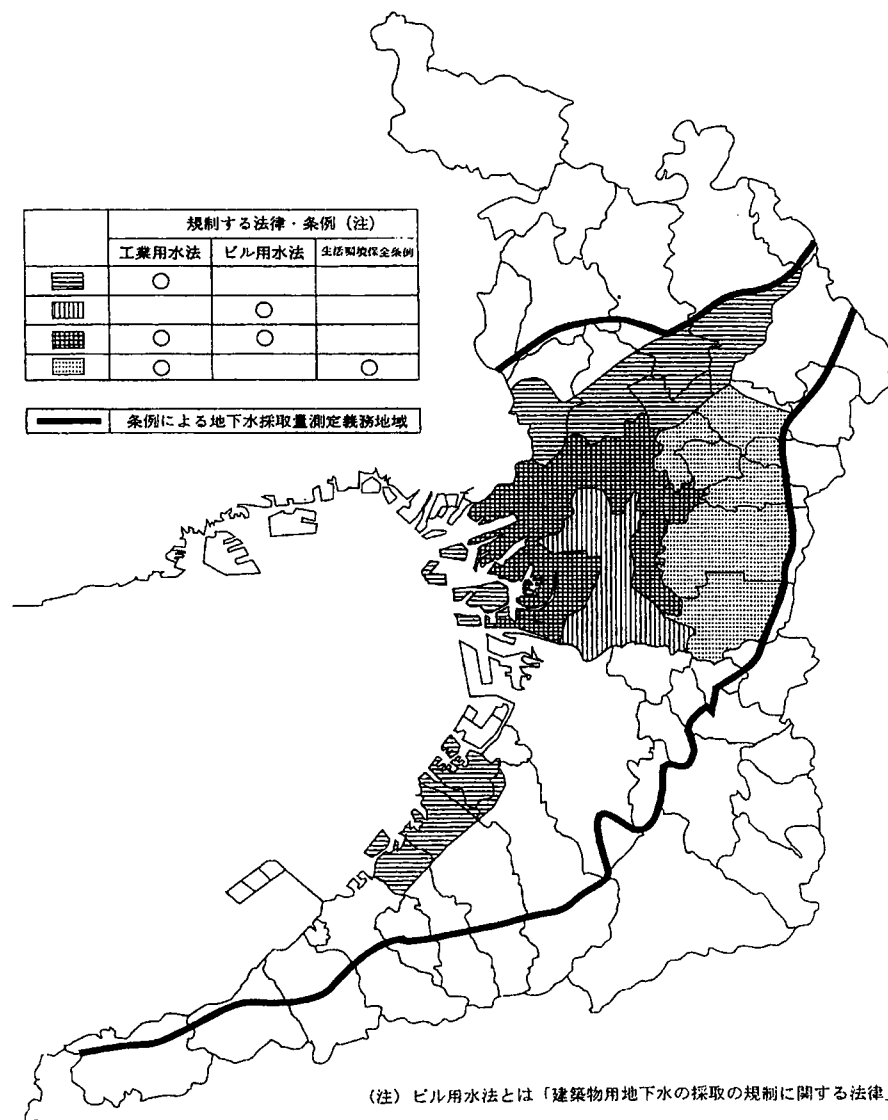 規制する法律・条例（注）
工業用水法 ビル用水法 生活環境保全条例
○
○
○ ○
○ ○
条例による地下水採取量測定義務地域
（注）ビル用水法とは「建築物用地下水の採取の規制に関する法律」